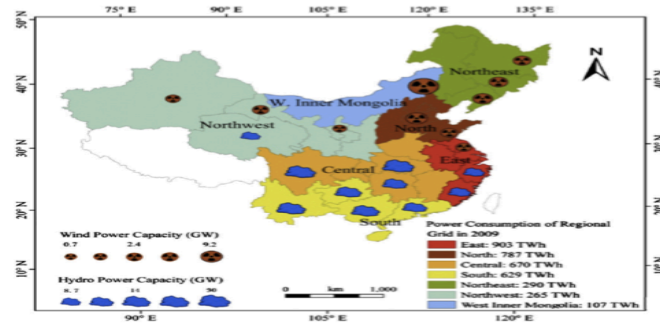 75° E 105° E 120° E 135° E
50° N
40° N
30° N
20° N
10° N
N
Northeast
W. Inner Mongolia
North
Northwest
East
Central
South
Wind Power Capacity (GW)
0.7 2.4 9.2
Hydro Power Capacity (GW)
8.7 11 50
0 1,000
Power Consumption of Regional
Grid in 2009
East: 903 TWh
North: 787 TWh
Central: 670 TWh
South: 629 TWh
Northeast: 290 TWh
Northwest: 265 TWh
West Inner Mongolia: 107 TWh
90° E 105° E 120° E